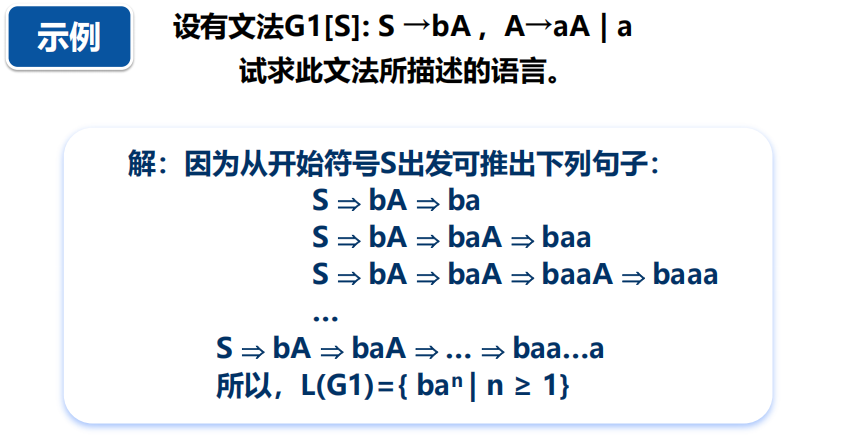 示例
设有文法G1[S]: S →bA ，A→aA | a
试求此文法所描述的语言。
解：因为从开始符号S出发可推出下列句子：
S ⇒ bA ⇒ ba
S ⇒ bA ⇒ baA ⇒ baa
S ⇒ bA ⇒ baA ⇒ baaA ⇒ baaa
…
S ⇒ bA ⇒ baA ⇒ … ⇒ baa…a
所以，L(G1)={ baⁿ | n ≥ 1}